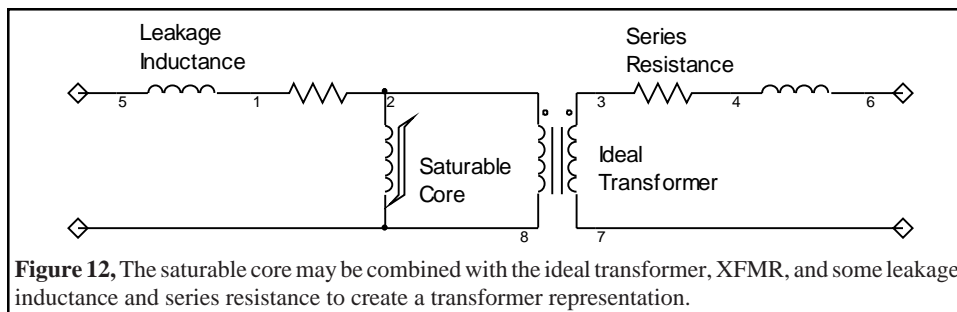 Leakage
Inductance
Series
Resistance
5
1
2
3
4
6
Saturable
Core
Ideal
Transformer
8
7
Figure 12, The saturable core may be combined with the ideal transformer, XFMR, and some leakage
inductance and series resistance to create a transformer representation.